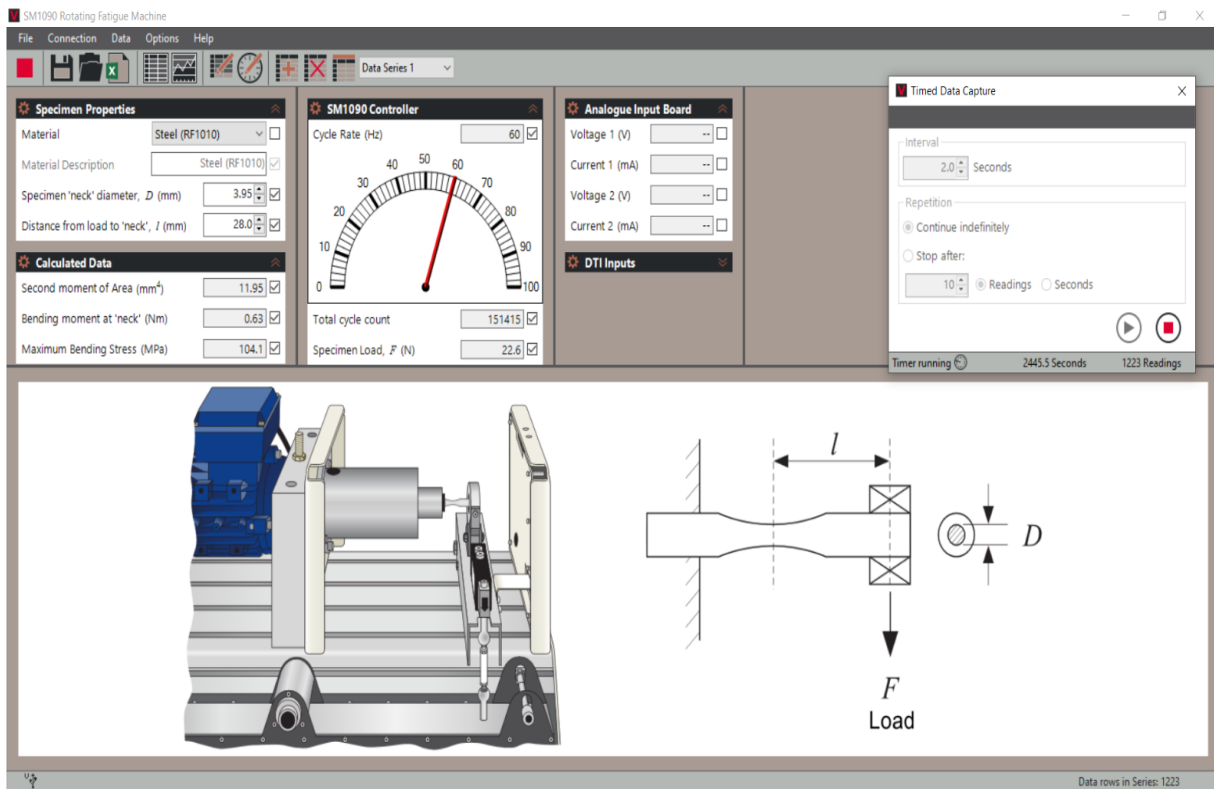 SM1090 Rotating Fatigue Machine
File Connection Data Options Help
Data Series 1
Specimen Properties
Material Steel (RF1010)
Material Description Steel (RF1010)
Specimen 'neck' diameter, D (mm) 3.95
Distance from load to 'neck', l (mm) 28.0
Calculated Data
Second moment of Area (mm⁴) 11.95
Bending moment at 'neck' (Nm) 0.63
Maximum Bending Stress (MPa) 104.1
SM1090 Controller
Cycle Rate (Hz) 60
0 10 20 30 40 50 60 70 80 90 100
Total cycle count 151415
Specimen Load, F (N) 22.6
Analogue Input Board
Voltage 1 (V) --
Current 1 (mA) --
Voltage 2 (V) --
Current 2 (mA) --
DTI Inputs
Timed Data Capture
Interval
2.0 Seconds
Repetition
Continue indefinitely
Stop after:
10 Readings Seconds
Timer running 2445.5 Seconds 1223 Readings
l
D
F
Load
Data rows in Series: 1223